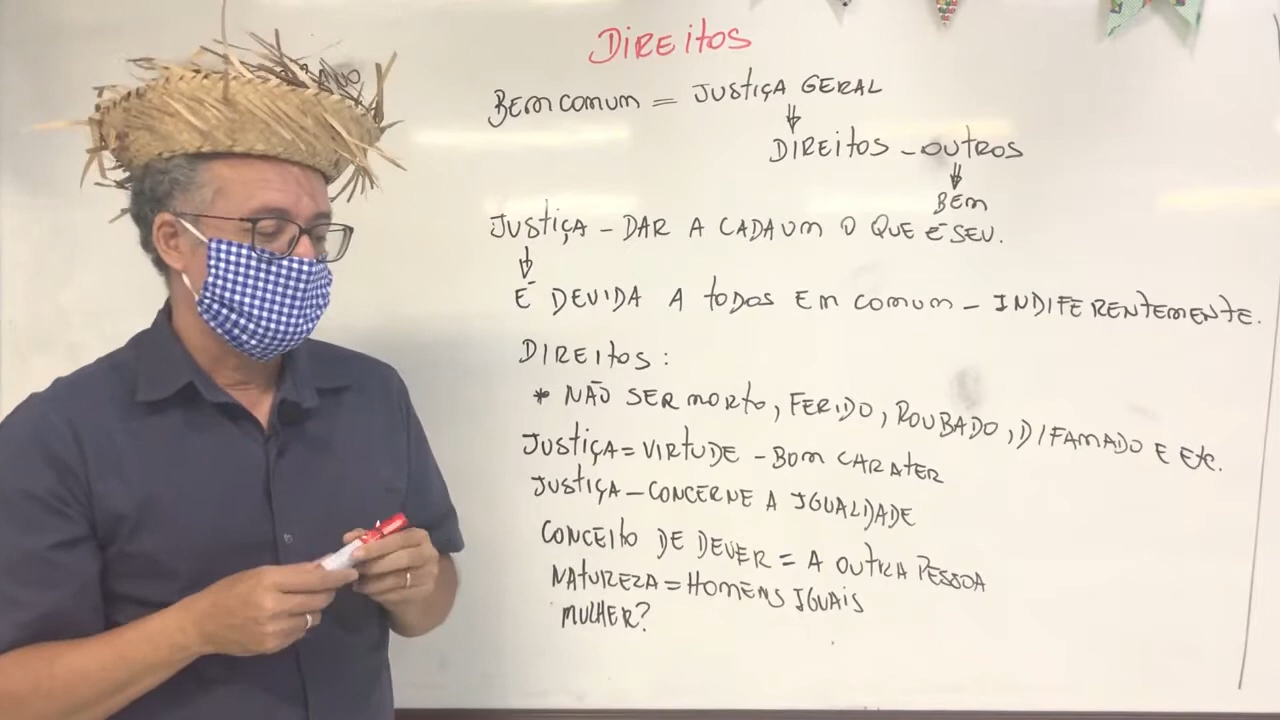 DIREITOS
BEM COMUM = JUSTIÇA GERAL
DIREITOS - OUTROS
BEM
JUSTIÇA - DAR A CADA UM O QUE É SEU.
É DEVIDA A TODOS EM COMUM - INDIFERENTEMENTE.
DIREITOS:
* NÃO SER MORTO, FERIDO, ROUBADO, DIFAMADO E ETC.
JUSTIÇA = VIRTUDE - BOM CARATER
JUSTIÇA - CONCERNE A IGUALDADE
CONCEITO DE DEVER = A OUTRA PESSOA
NATUREZA = HOMENS IGUAIS
MULHER?